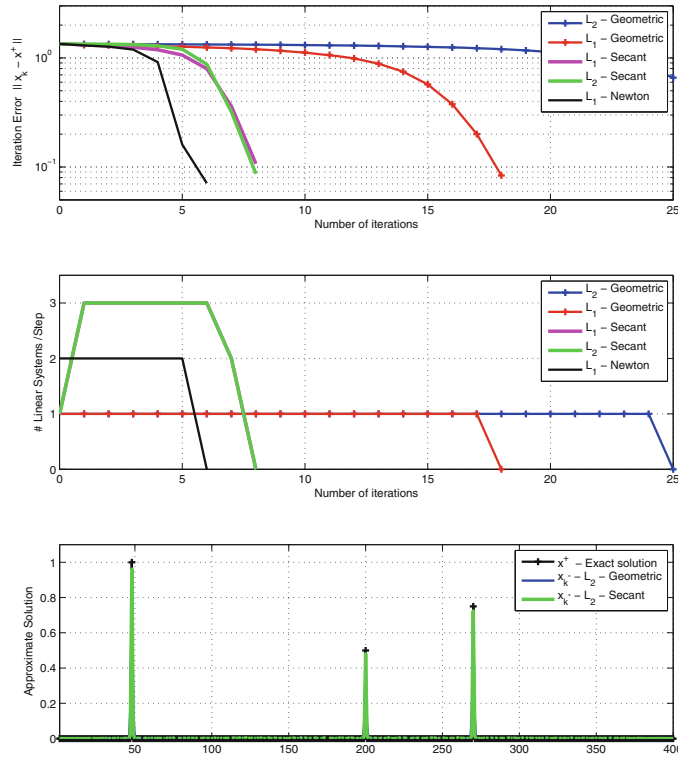 Iteration Error || x_k − x^+ ||
10^0
10^{-1}
0 5 10 15 20 25
Number of iterations
L_2 − Geometric
L_1 − Geometric
L_1 − Secant
L_2 − Secant
L_1 − Newton
# Linear Systems /Step
3
2
1
0
0 5 10 15 20 25
Number of iterations
L_2 − Geometric
L_1 − Geometric
L_1 − Secant
L_2 − Secant
L_1 − Newton
Approximate Solution
1
0.8
0.6
0.4
0.2
0
50 100 150 200 250 300 350 400
x^+ − Exact solution
x_k· − L_2 − Geometric
x_k· − L_2 − Secant